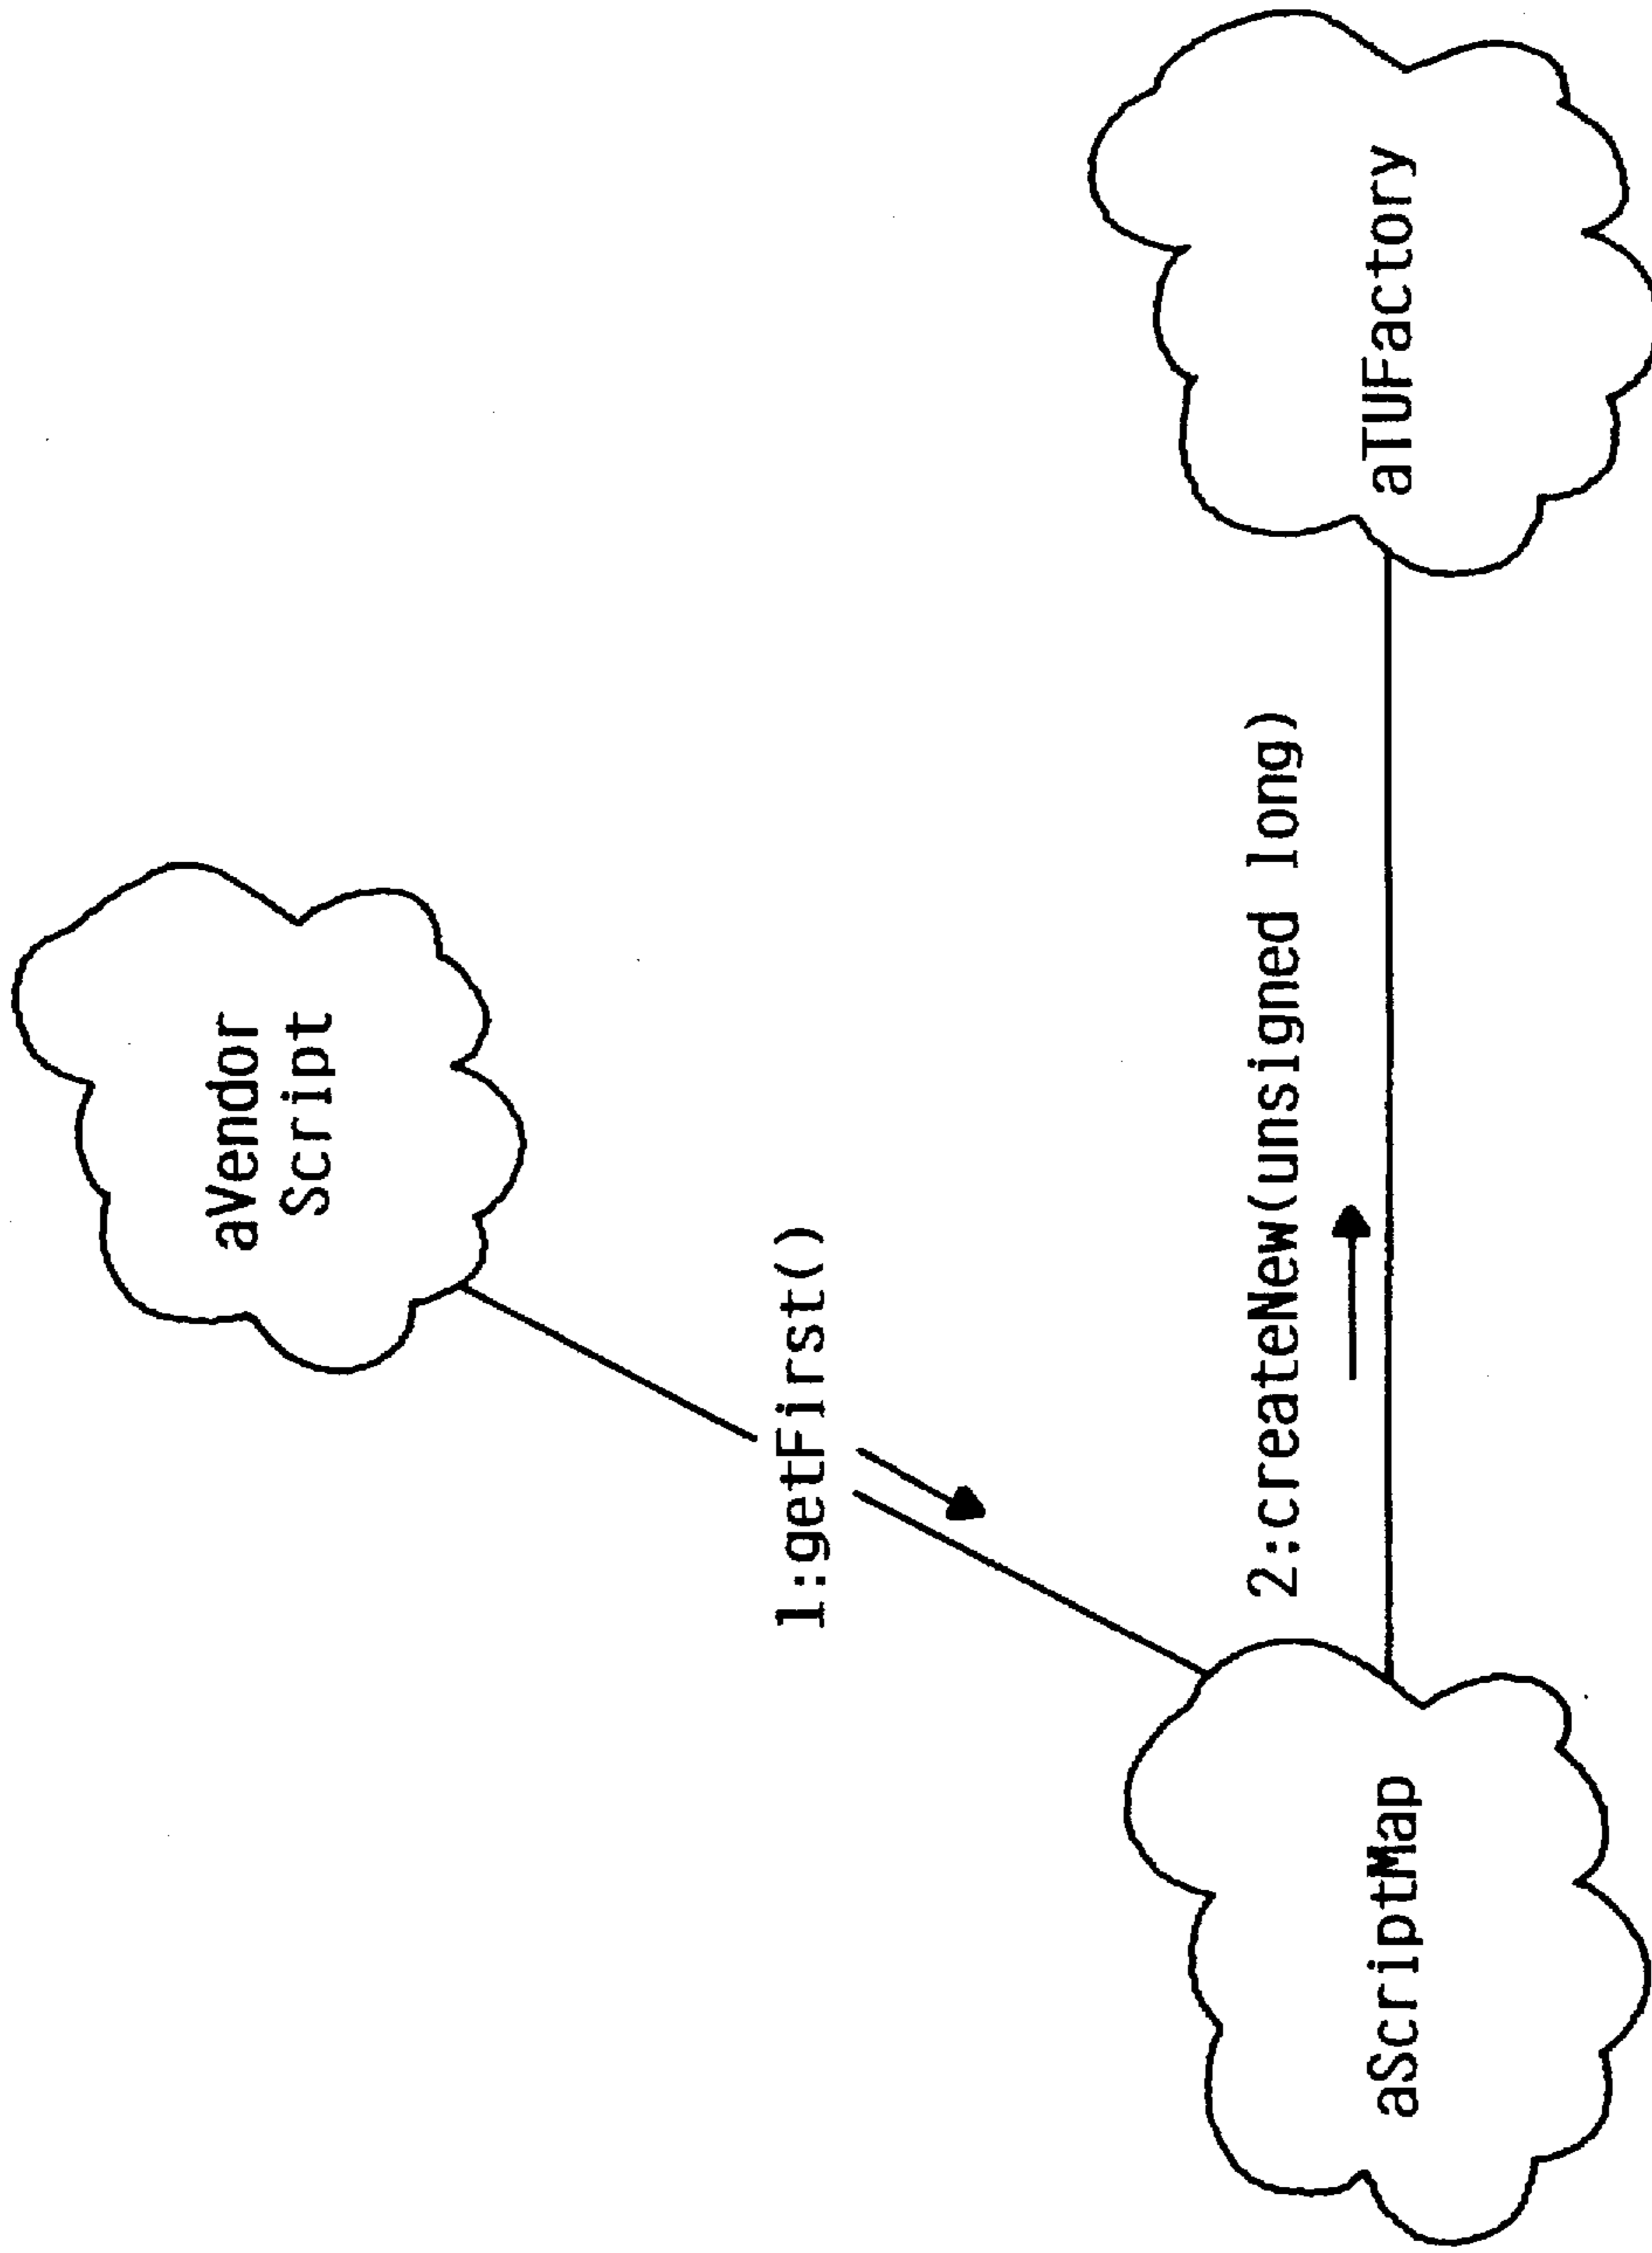 aVendor
Script
1:getFirst()
2:createNew(unsigned long)
aScriptMap
aTUFactory